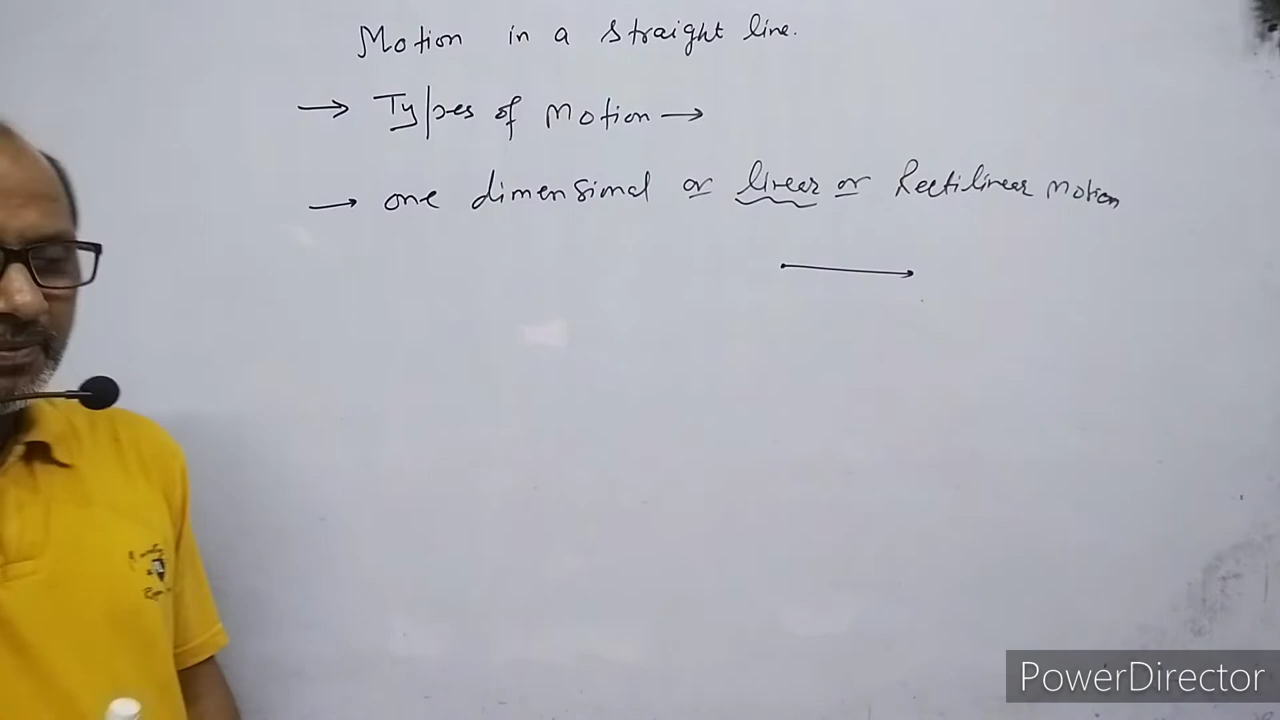 Motion in a straight line.
→ Types of Motion →
→ one dimensional or linear or Rectilinear Motion
PowerDirector